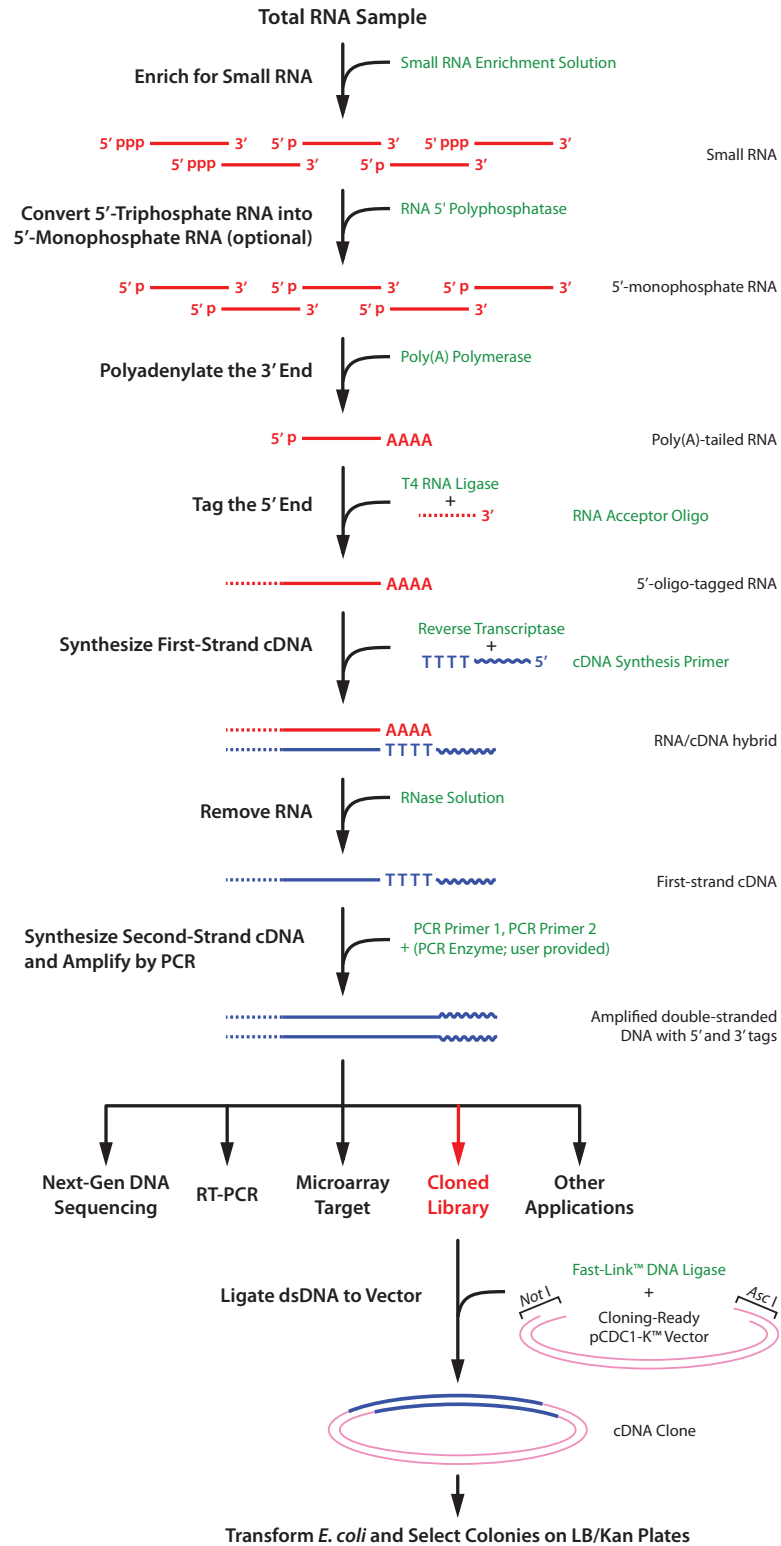 Total RNA Sample
Enrich for Small RNA
Small RNA Enrichment Solution
5′ ppp 3′ 5′ p 3′ 5' ppp 3′
5′ ppp 3′ 5′ p 3′
Small RNA
Convert 5′-Triphosphate RNA into
5′-Monophosphate RNA (optional)
RNA 5' Polyphosphatase
5′ p 3′ 5′ p 3′ 5′ p 3′
5′ p 3′ 5′ p 3′
5′-monophosphate RNA
Polyadenylate the 3′ End
Poly(A) Polymerase
5′ p AAAA
Poly(A)-tailed RNA
Tag the 5′ End
T4 RNA Ligase
+
3′
RNA Acceptor Oligo
AAAA
5′-oligo-tagged RNA
Synthesize First-Strand cDNA
Reverse Transcriptase
+
TTTT 5′
cDNA Synthesis Primer
AAAA
TTTT
RNA/cDNA hybrid
Remove RNA
RNase Solution
TTTT
First-strand cDNA
Synthesize Second-Strand cDNA
and Amplify by PCR
PCR Primer 1, PCR Primer 2
+ (PCR Enzyme; user provided)
Amplified double-stranded
DNA with 5′ and 3′ tags
Next-Gen DNA
Sequencing
RT-PCR
Microarray
Target
Cloned
Library
Other
Applications
Ligate dsDNA to Vector
Fast-Link™ DNA Ligase
+
Not I
Asc I
Cloning-Ready
pCDC1-K™ Vector
cDNA Clone
Transform E. coli and Select Colonies on LB/Kan Plates